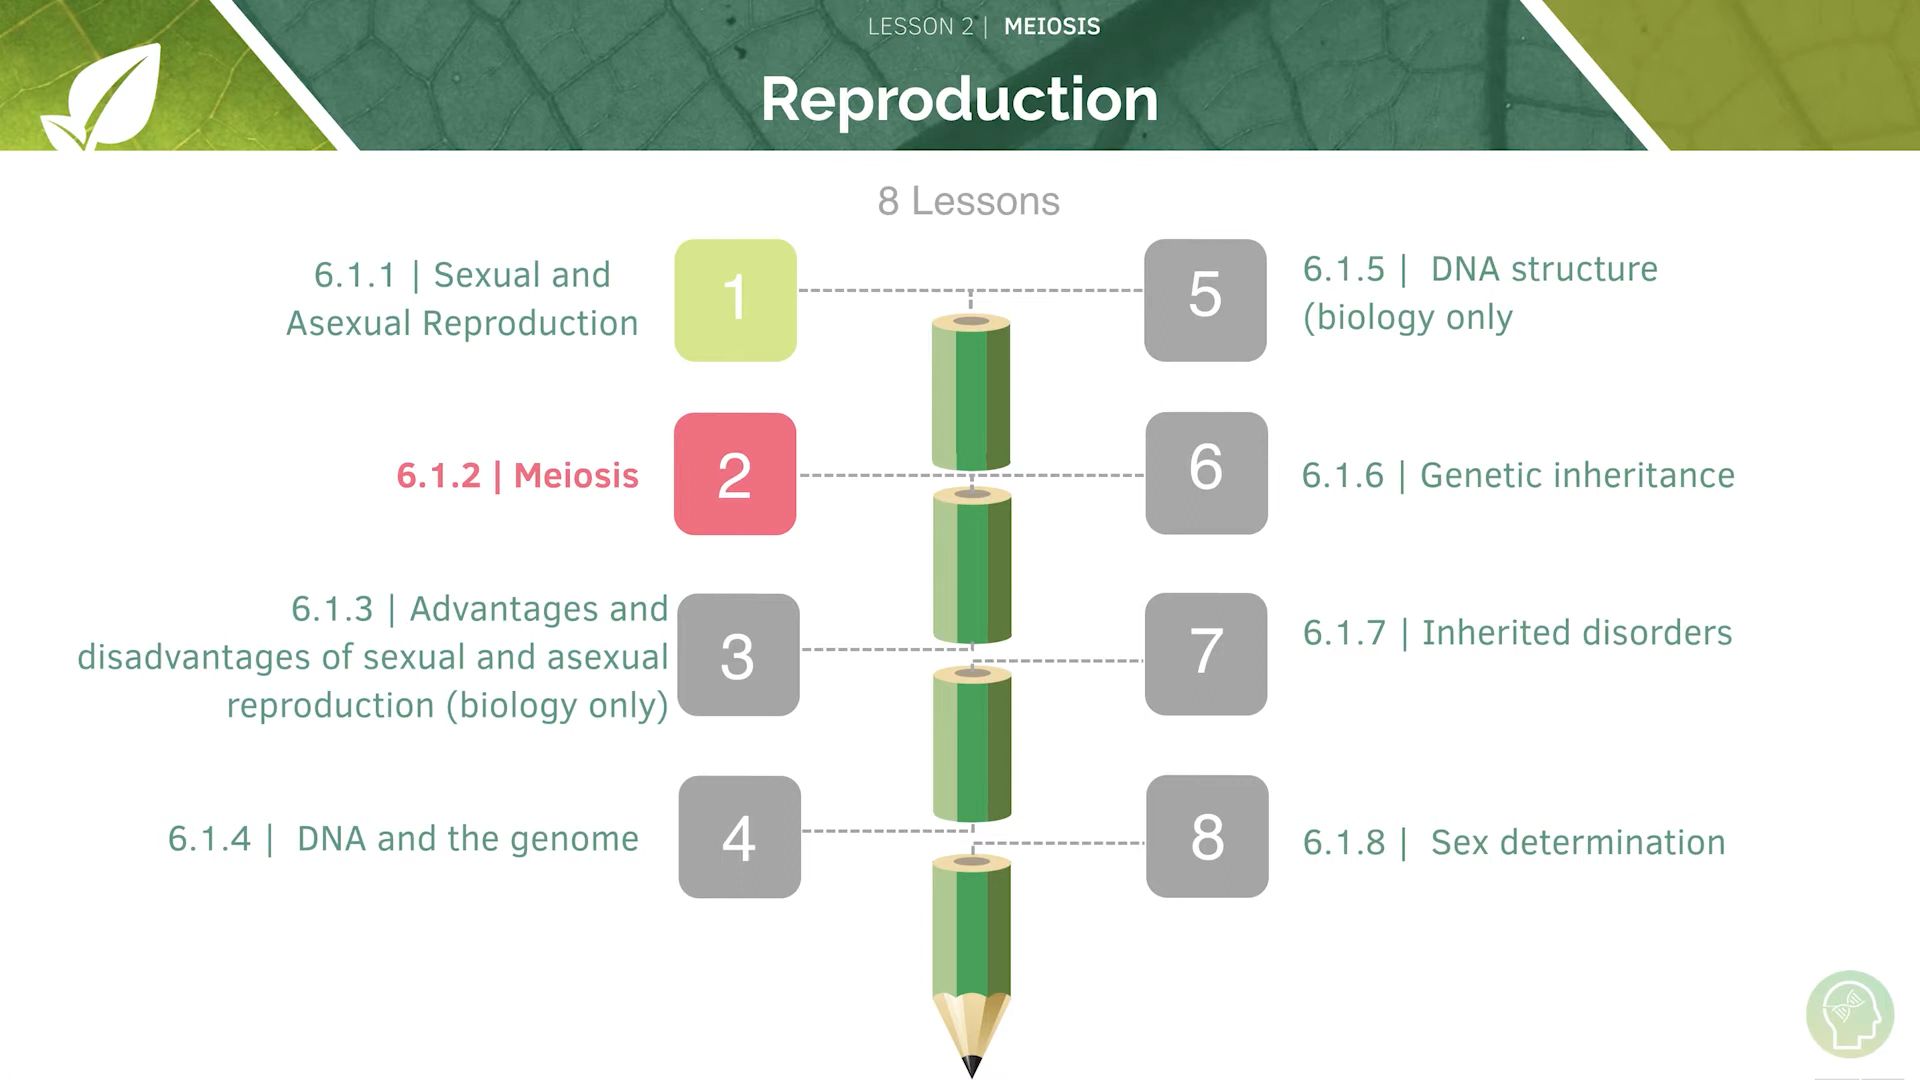 LESSON 2 | MEIOSIS
Reproduction
8 Lessons
6.1.1 | Sexual and
Asexual Reproduction
1
6.1.2 | Meiosis
2
6.1.3 | Advantages and
disadvantages of sexual and asexual
reproduction (biology only)
3
6.1.4 | DNA and the genome
4
5
6.1.5 | DNA structure
(biology only
6
6.1.6 | Genetic inheritance
7
6.1.7 | Inherited disorders
8
6.1.8 | Sex determination